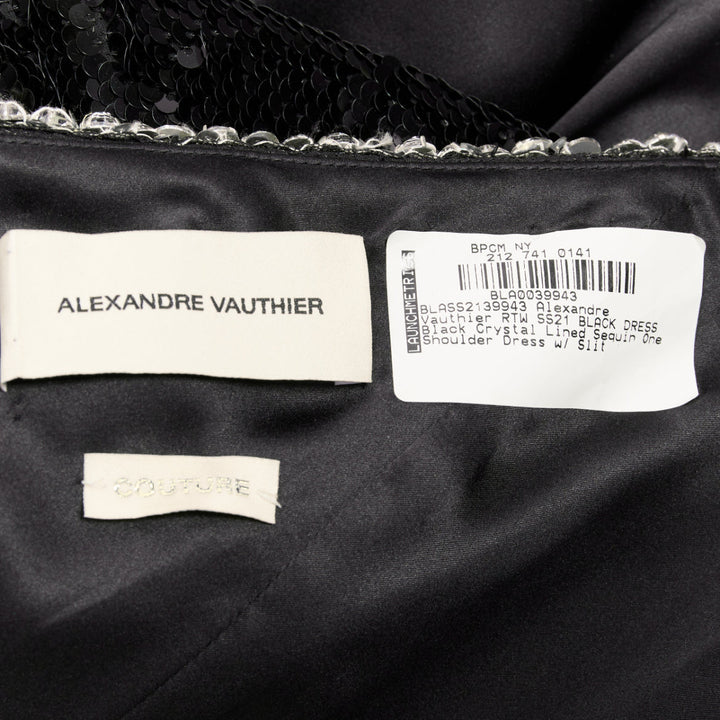 ALEXANDRE VAUTHIER
COUTURE
LAUNCHMETRICS
BPCM NY
212 741 0141
BLA0039943
BLASS2139943 Alexandre
Vauthier RTW SS21 BLACK DRESS
Black Crystal Lined Sequin One
Shoulder Dress w/ Slit